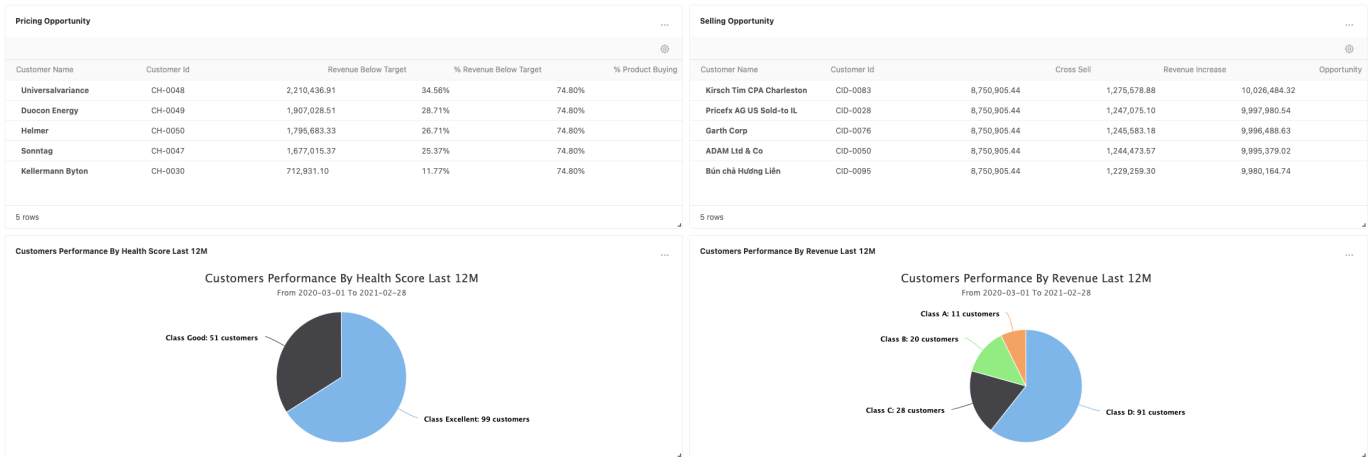 Pricing Opportunity
...
Customer Name Customer Id Revenue Below Target % Revenue Below Target % Product Buying
Universalvariance CH-0048 2,210,436.91 34.56% 74.80%
Duocon Energy CH-0049 1,907,028.51 28.71% 74.80%
Helmer CH-0050 1,795,683.33 26.71% 74.80%
Sonntag CH-0047 1,677,015.37 25.37% 74.80%
Kellermann Byton CH-0030 712,931.10 11.77% 74.80%
5 rows
Selling Opportunity
...
Customer Name Customer Id Cross Sell Revenue Increase Opportunity
Kirsch Tim CPA Charleston CID-0083 8,750,905.44 1,275,578.88 10,026,484.32
Pricefx AG US Sold-to IL CID-0028 8,750,905.44 1,247,075.10 9,997,980.54
Garth Corp CID-0076 8,750,905.44 1,245,583.18 9,996,488.63
ADAM Ltd & Co CID-0050 8,750,905.44 1,244,473.57 9,995,379.02
Bún chả Hương Liên CID-0095 8,750,905.44 1,229,259.30 9,980,164.74
5 rows
Customers Performance By Health Score Last 12M
...
Customers Performance By Health Score Last 12M
From 2020-03-01 To 2021-02-28
Class Good: 51 customers
Class Excellent: 99 customers
Customers Performance By Revenue Last 12M
...
Customers Performance By Revenue Last 12M
From 2020-03-01 To 2021-02-28
Class A: 11 customers
Class B: 20 customers
Class C: 28 customers
Class D: 91 customers